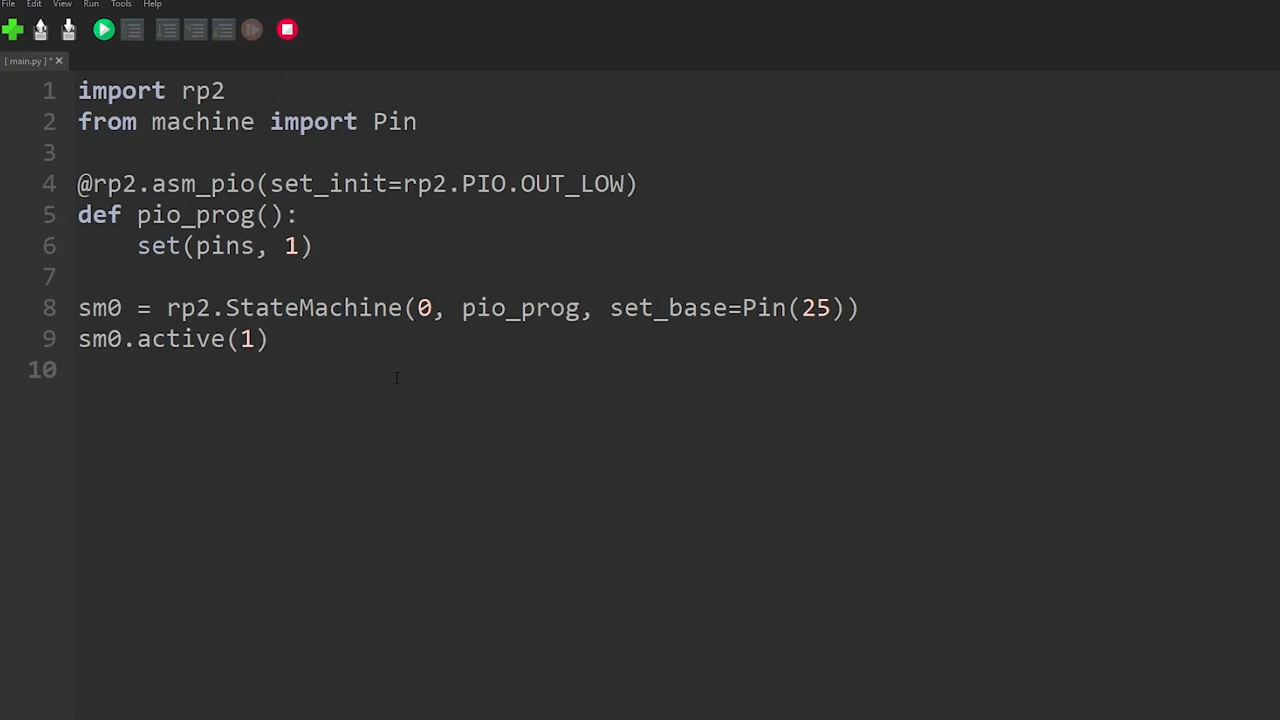 File Edit View Run Tools Help
[ main.py ] * ✕
1 import rp2
2 from machine import Pin
3
4 @rp2.asm_pio(set_init=rp2.PIO.OUT_LOW)
5 def pio_prog():
6     set(pins, 1)
7
8 sm0 = rp2.StateMachine(0, pio_prog, set_base=Pin(25))
9 sm0.active(1)
10